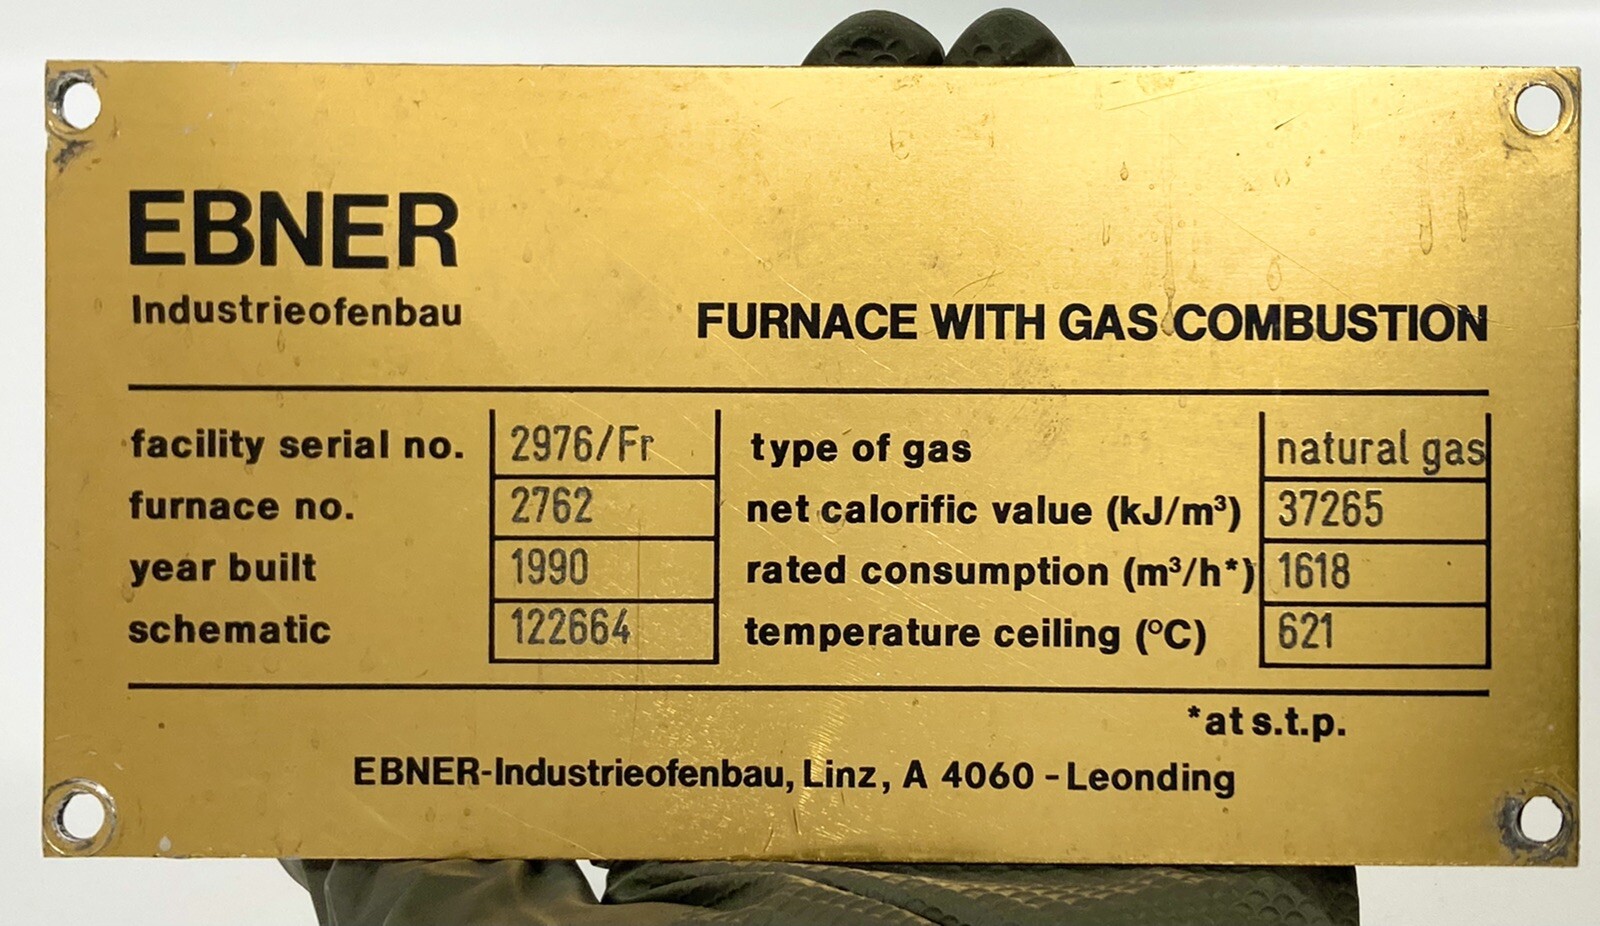 EBNER
Industrieofenbau
FURNACE WITH GAS COMBUSTION
facility serial no. 2976/Fr type of gas natural gas
furnace no. 2762 net calorific value (kJ/m³) 37265
year built 1990 rated consumption (m³/h*) 1618
schematic 122664 temperature ceiling (°C) 621
*at s.t.p.
EBNER-Industrieofenbau, Linz, A 4060 - Leonding